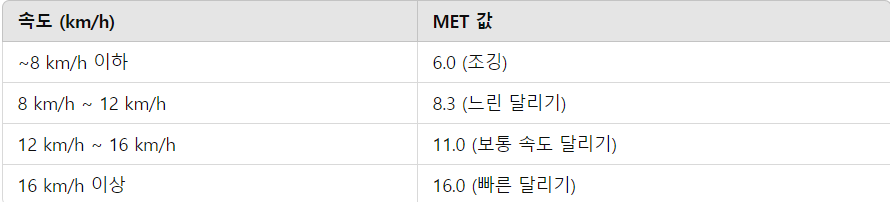 속도 (km/h) MET 값
~8 km/h 이하 6.0 (조깅)
8 km/h ~ 12 km/h 8.3 (느린 달리기)
12 km/h ~ 16 km/h 11.0 (보통 속도 달리기)
16 km/h 이상 16.0 (빠른 달리기)